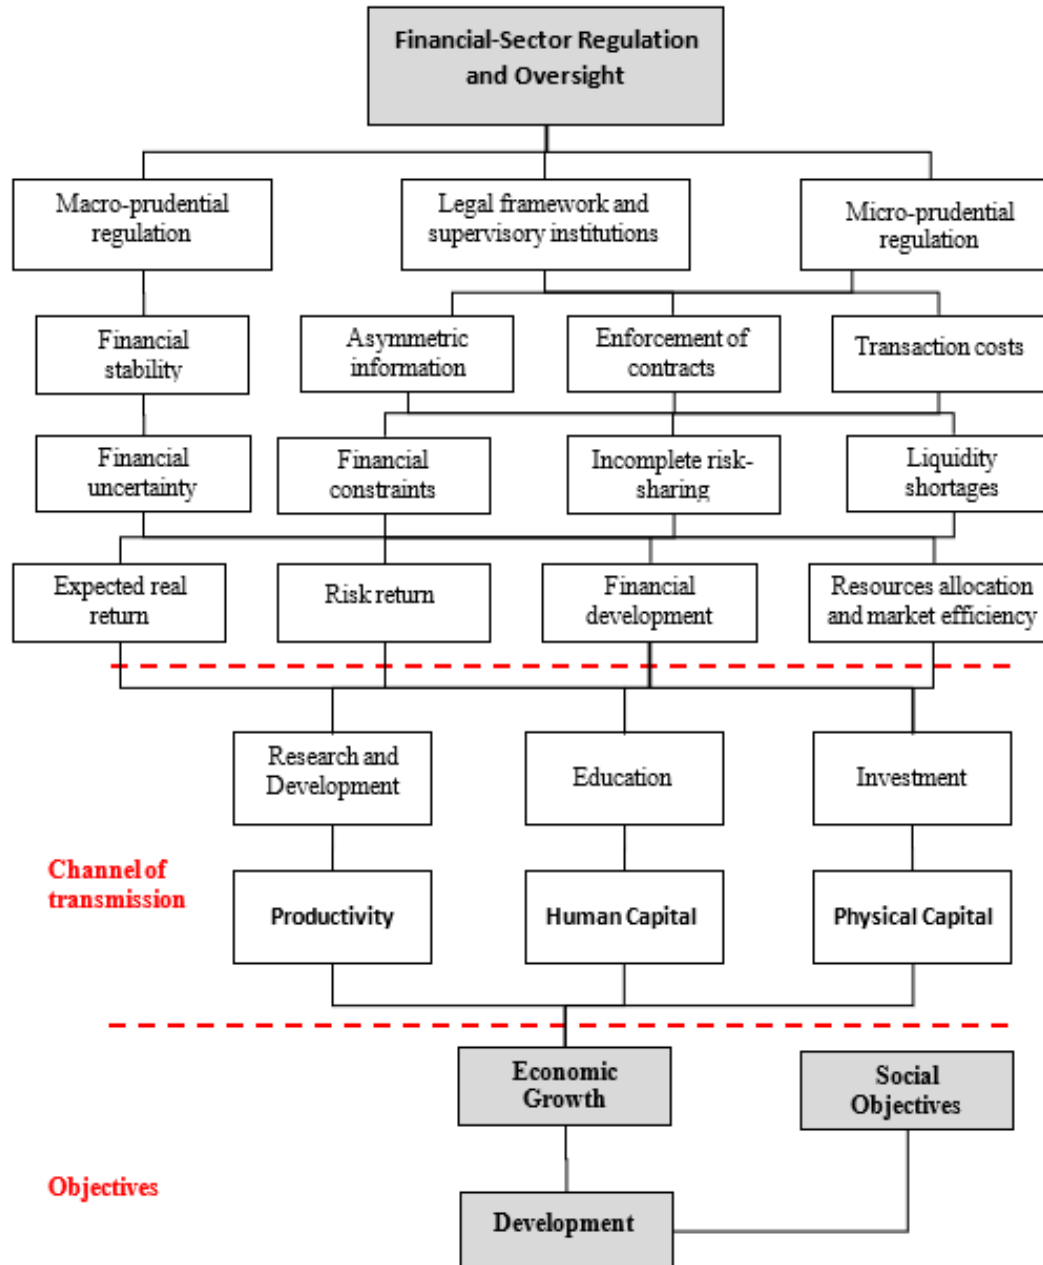 Financial-Sector Regulation
and Oversight
Macro-prudential
regulation
Legal framework and
supervisory institutions
Micro-prudential
regulation
Financial
stability
Asymmetric
information
Enforcement of
contracts
Transaction costs
Financial
uncertainty
Financial
constraints
Incomplete risk-
sharing
Liquidity
shortages
Expected real
return
Risk return
Financial
development
Resources allocation
and market efficiency
Research and
Development
Education
Investment
Channel of
transmission
Productivity
Human Capital
Physical Capital
Economic
Growth
Social
Objectives
Objectives
Development